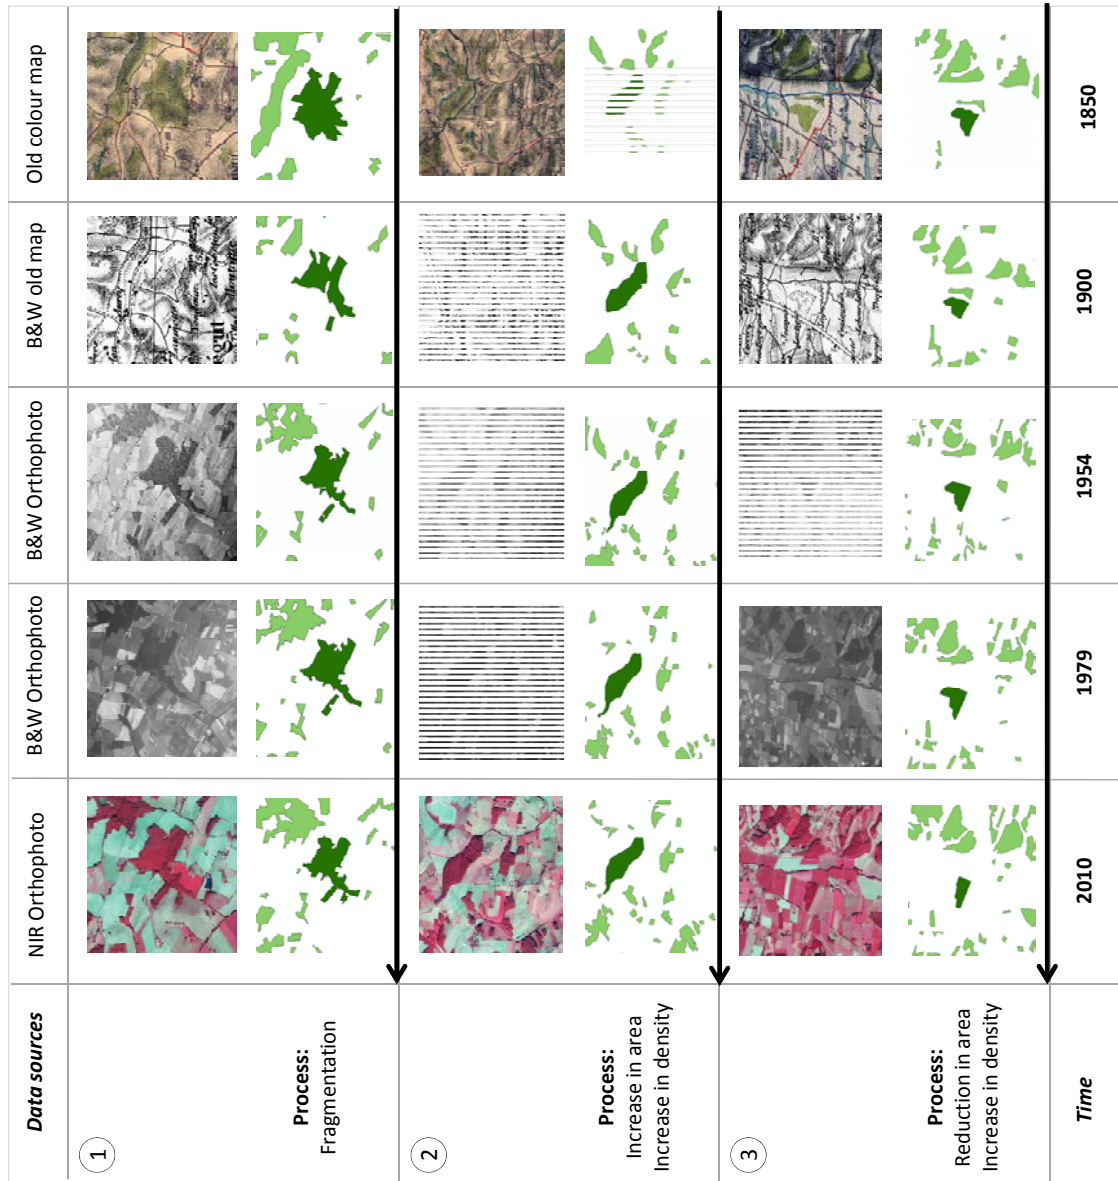 Data sources
Old colour map
B&W old map
B&W Orthophoto
B&W Orthophoto
NIR Orthophoto
1
Process:
Fragmentation
2
Process:
Increase in area
Increase in density
3
Process:
Reduction in area
Increase in density
Time
1850
1900
1954
1979
2010